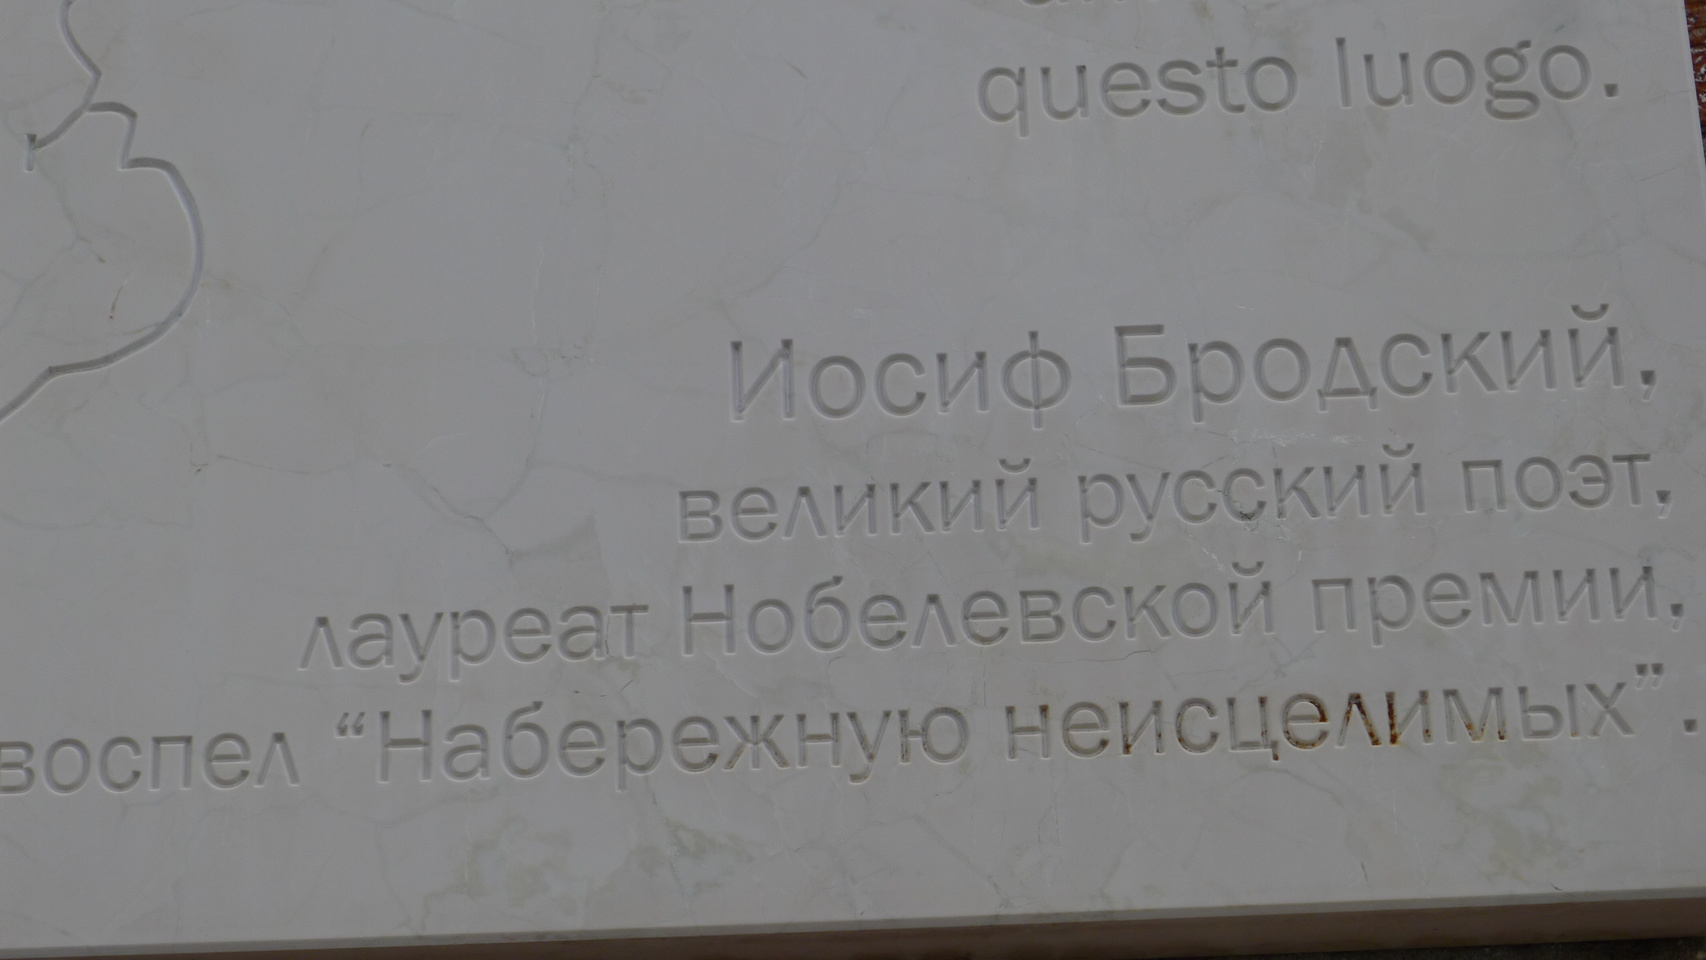 questo luogo.
Иосиф Бродский,
великий русский поэт,
лауреат Нобелевской премии,
воспел “Набережную неисцелимых”.